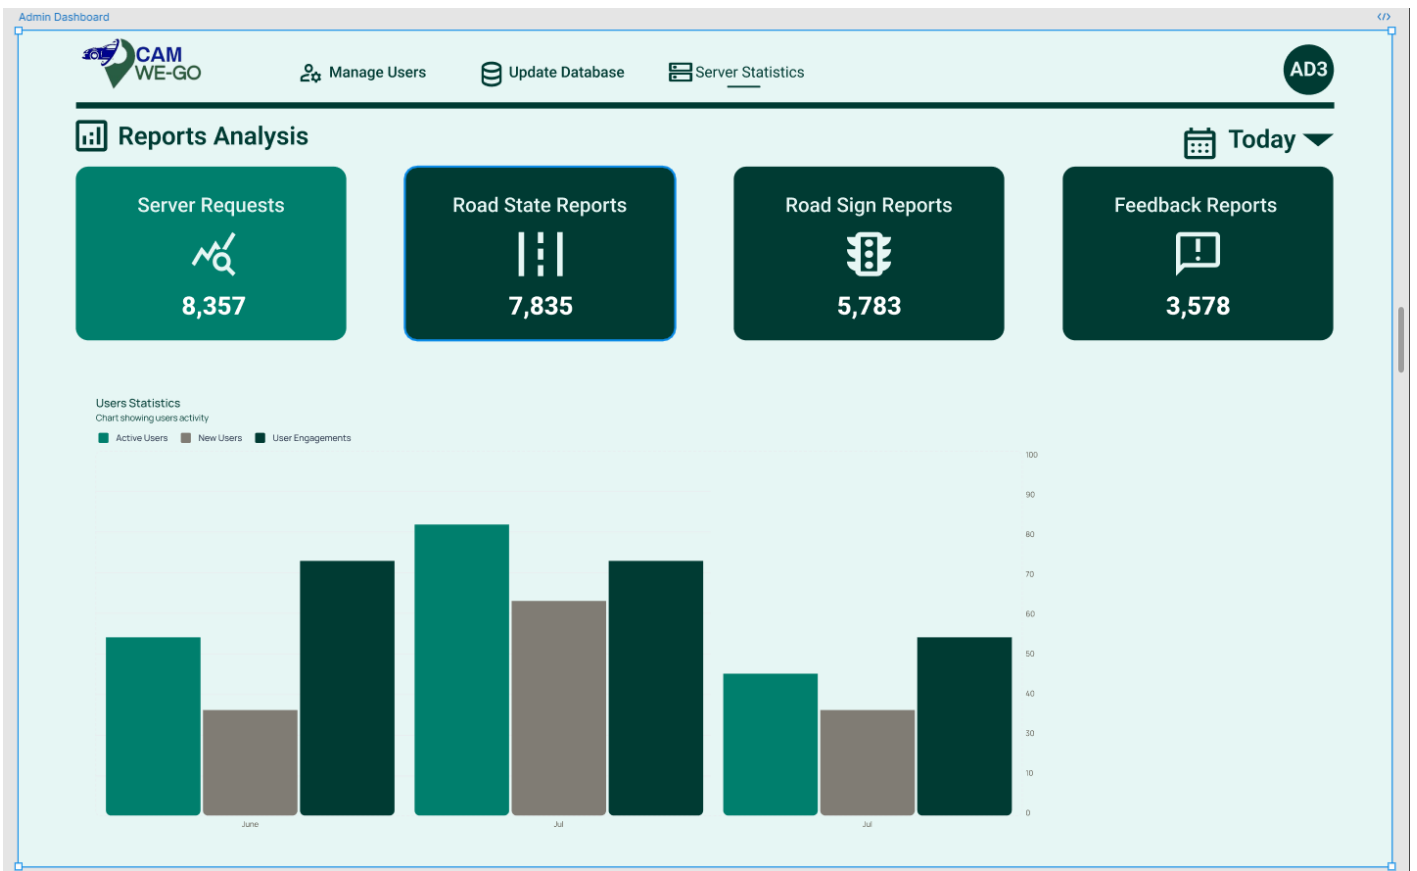 Admin Dashboard
</>
CAM
WE-GO
Manage Users
Update Database
Server Statistics
AD3
Reports Analysis
Today
Server Requests
8,357
Road State Reports
7,835
Road Sign Reports
5,783
Feedback Reports
3,578
Users Statistics
Chart showing users activity
Active Users
New Users
User Engagements
100
90
80
70
60
50
40
30
10
0
June
Jul
Jul